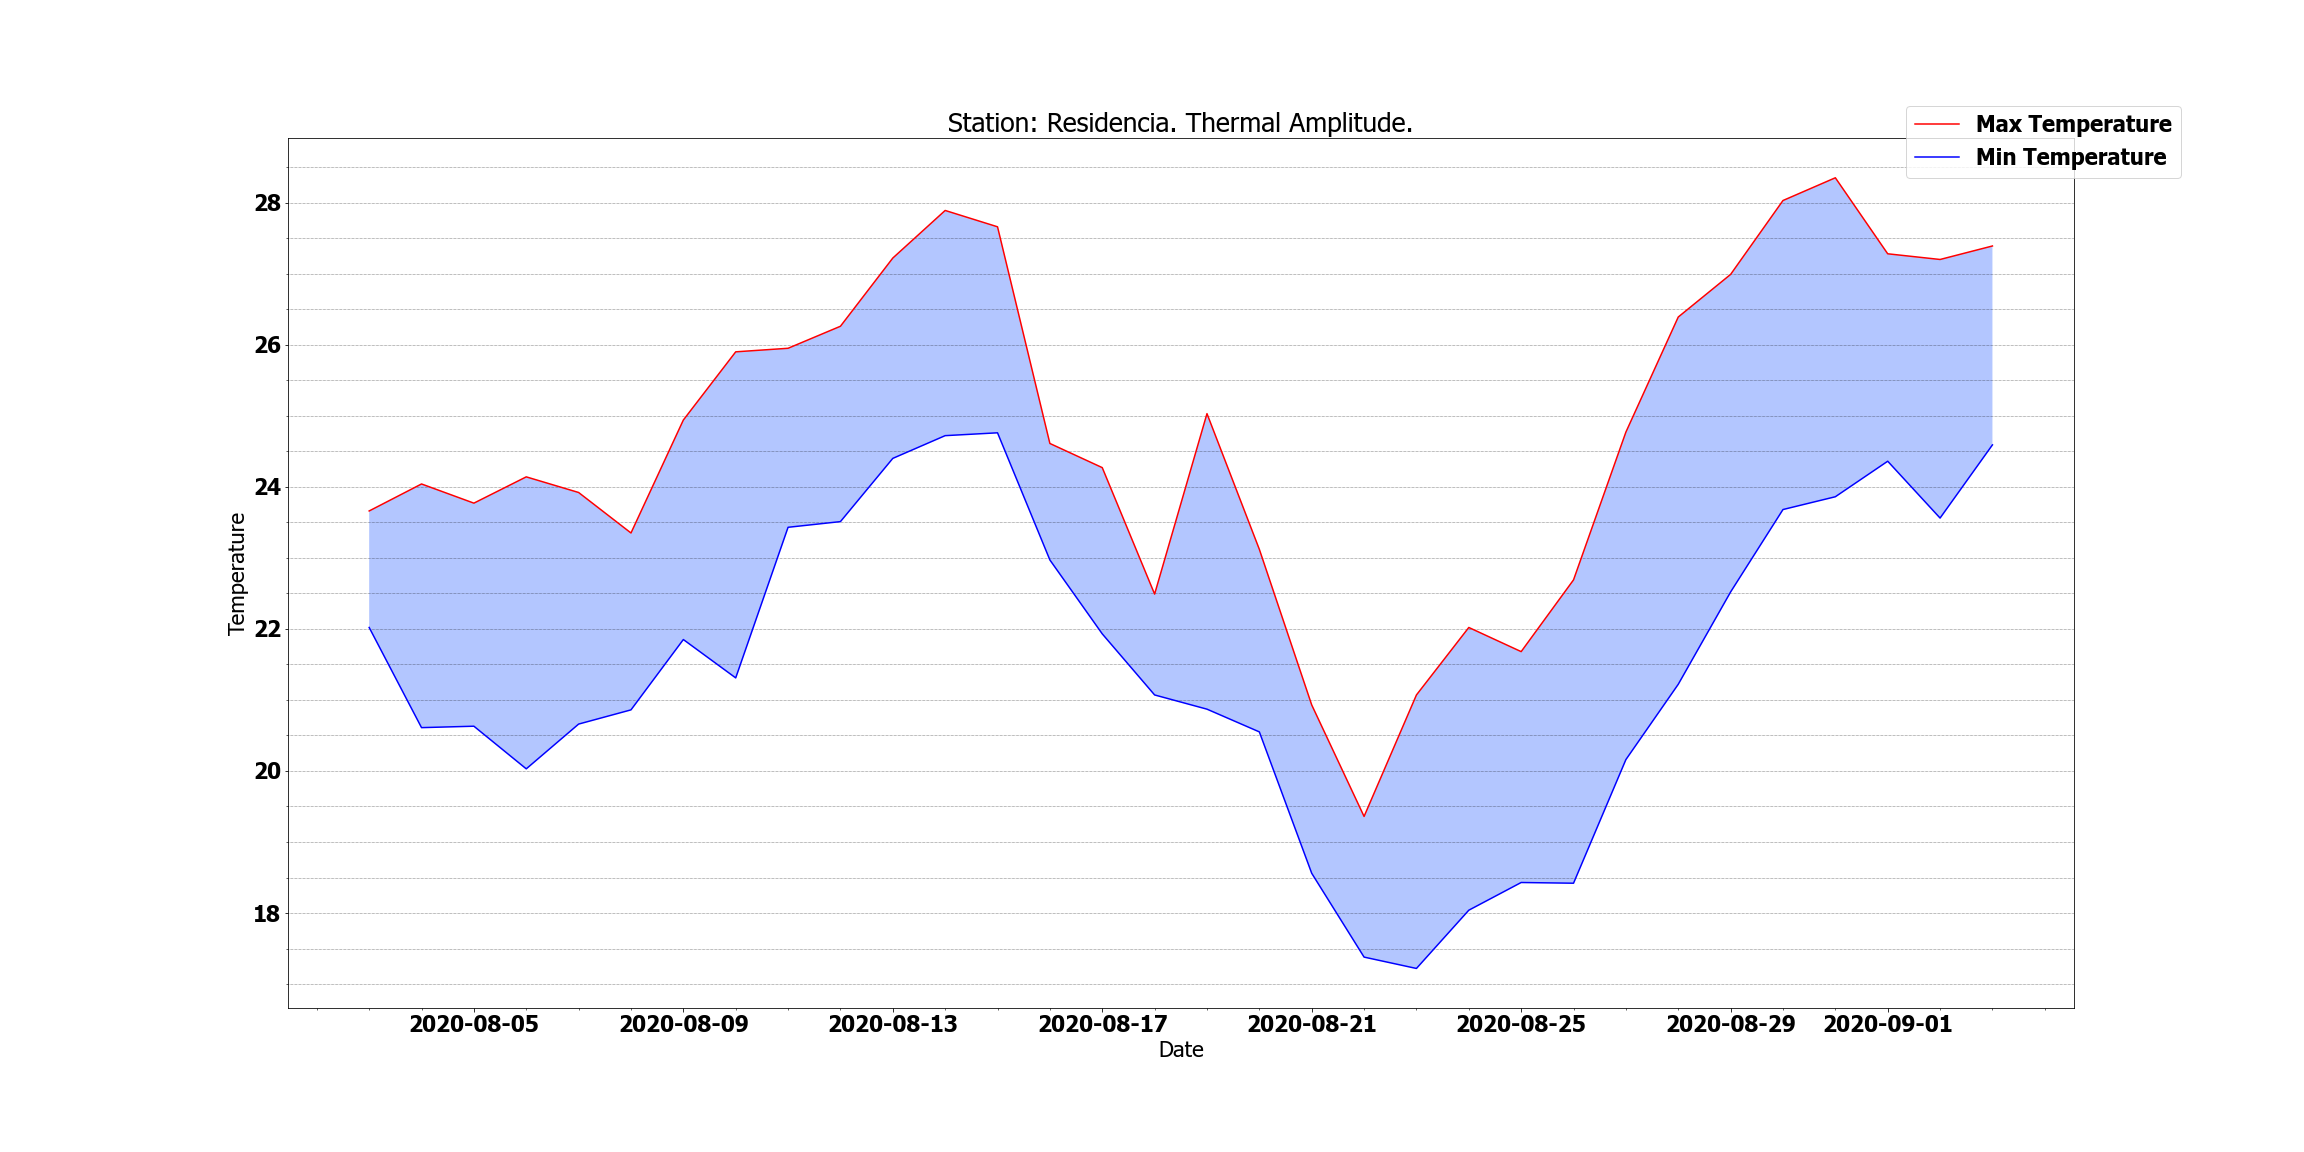 Station: Residencia. Thermal Amplitude.
Max Temperature
Min Temperature
28
26
24
22
20
18
Temperature
2020-08-05 2020-08-09 2020-08-13 2020-08-17 2020-08-21 2020-08-25 2020-08-29 2020-09-01
Date